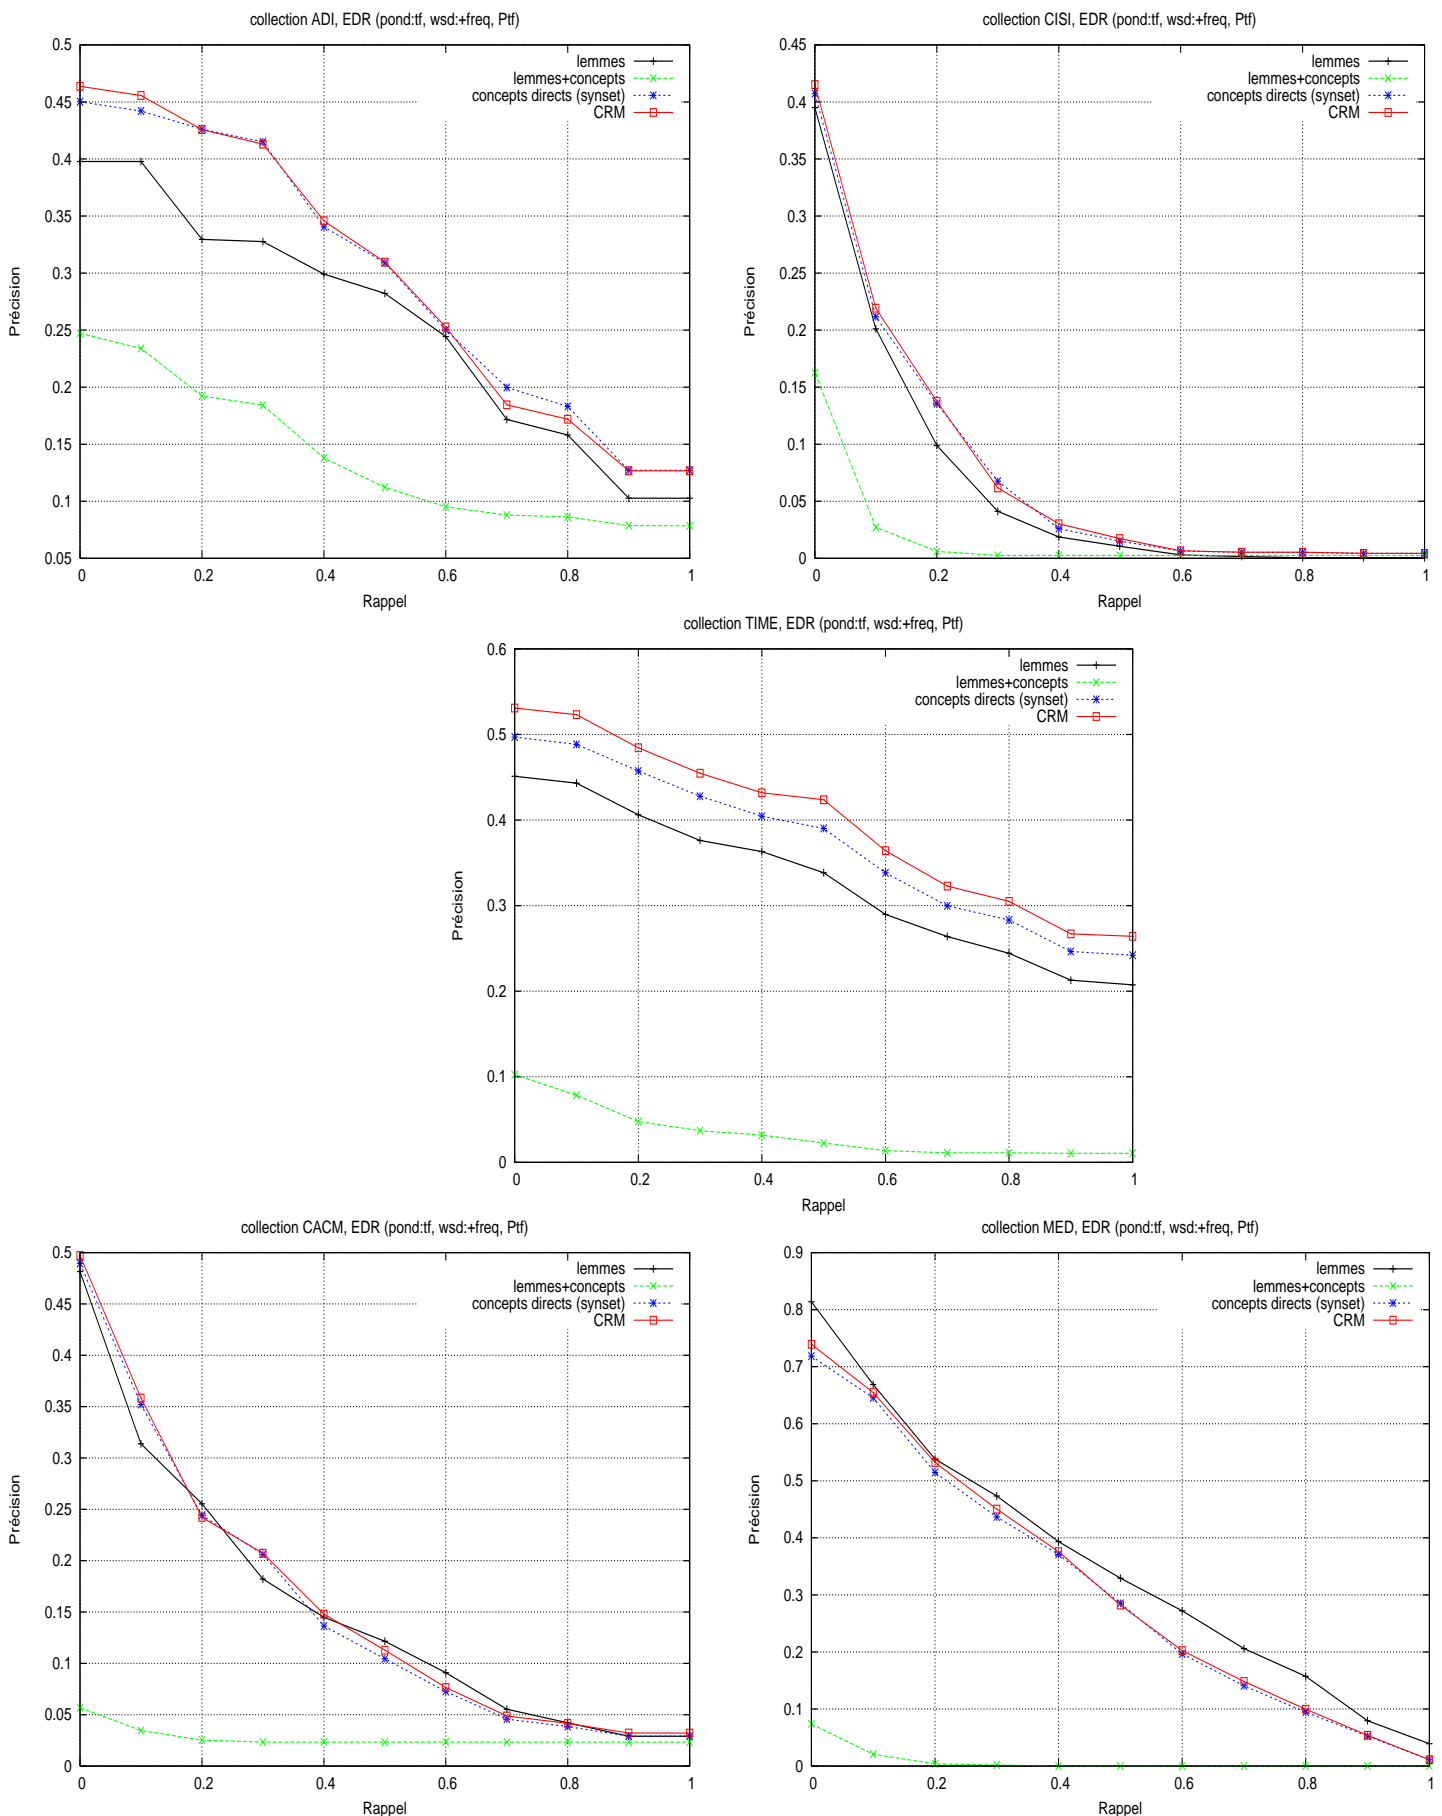 collection ADI, EDR (pond:tf, wsd:+freq, Ptf)
0.5
0.45
0.4
0.35
0.3
0.25
0.2
0.15
0.1
0.05
Précision
lemmes
lemmes+concepts
concepts directs (synset)
CRM
0 0.2 0.4 0.6 0.8 1
Rappel
collection CISI, EDR (pond:tf, wsd:+freq, Ptf)
0.45
0.4
0.35
0.3
0.25
0.2
0.15
0.1
0.05
0
Précision
lemmes
lemmes+concepts
concepts directs (synset)
CRM
0 0.2 0.4 0.6 0.8 1
Rappel
collection TIME, EDR (pond:tf, wsd:+freq, Ptf)
0.6
0.5
0.4
0.3
0.2
0.1
0
Précision
lemmes
lemmes+concepts
concepts directs (synset)
CRM
0 0.2 0.4 0.6 0.8 1
Rappel
collection CACM, EDR (pond:tf, wsd:+freq, Ptf)
0.5
0.45
0.4
0.35
0.3
0.25
0.2
0.15
0.1
0.05
0
Précision
lemmes
lemmes+concepts
concepts directs (synset)
CRM
0 0.2 0.4 0.6 0.8 1
Rappel
collection MED, EDR (pond:tf, wsd:+freq, Ptf)
0.9
0.8
0.7
0.6
0.5
0.4
0.3
0.2
0.1
0
Précision
lemmes
lemmes+concepts
concepts directs (synset)
CRM
0 0.2 0.4 0.6 0.8 1
Rappel